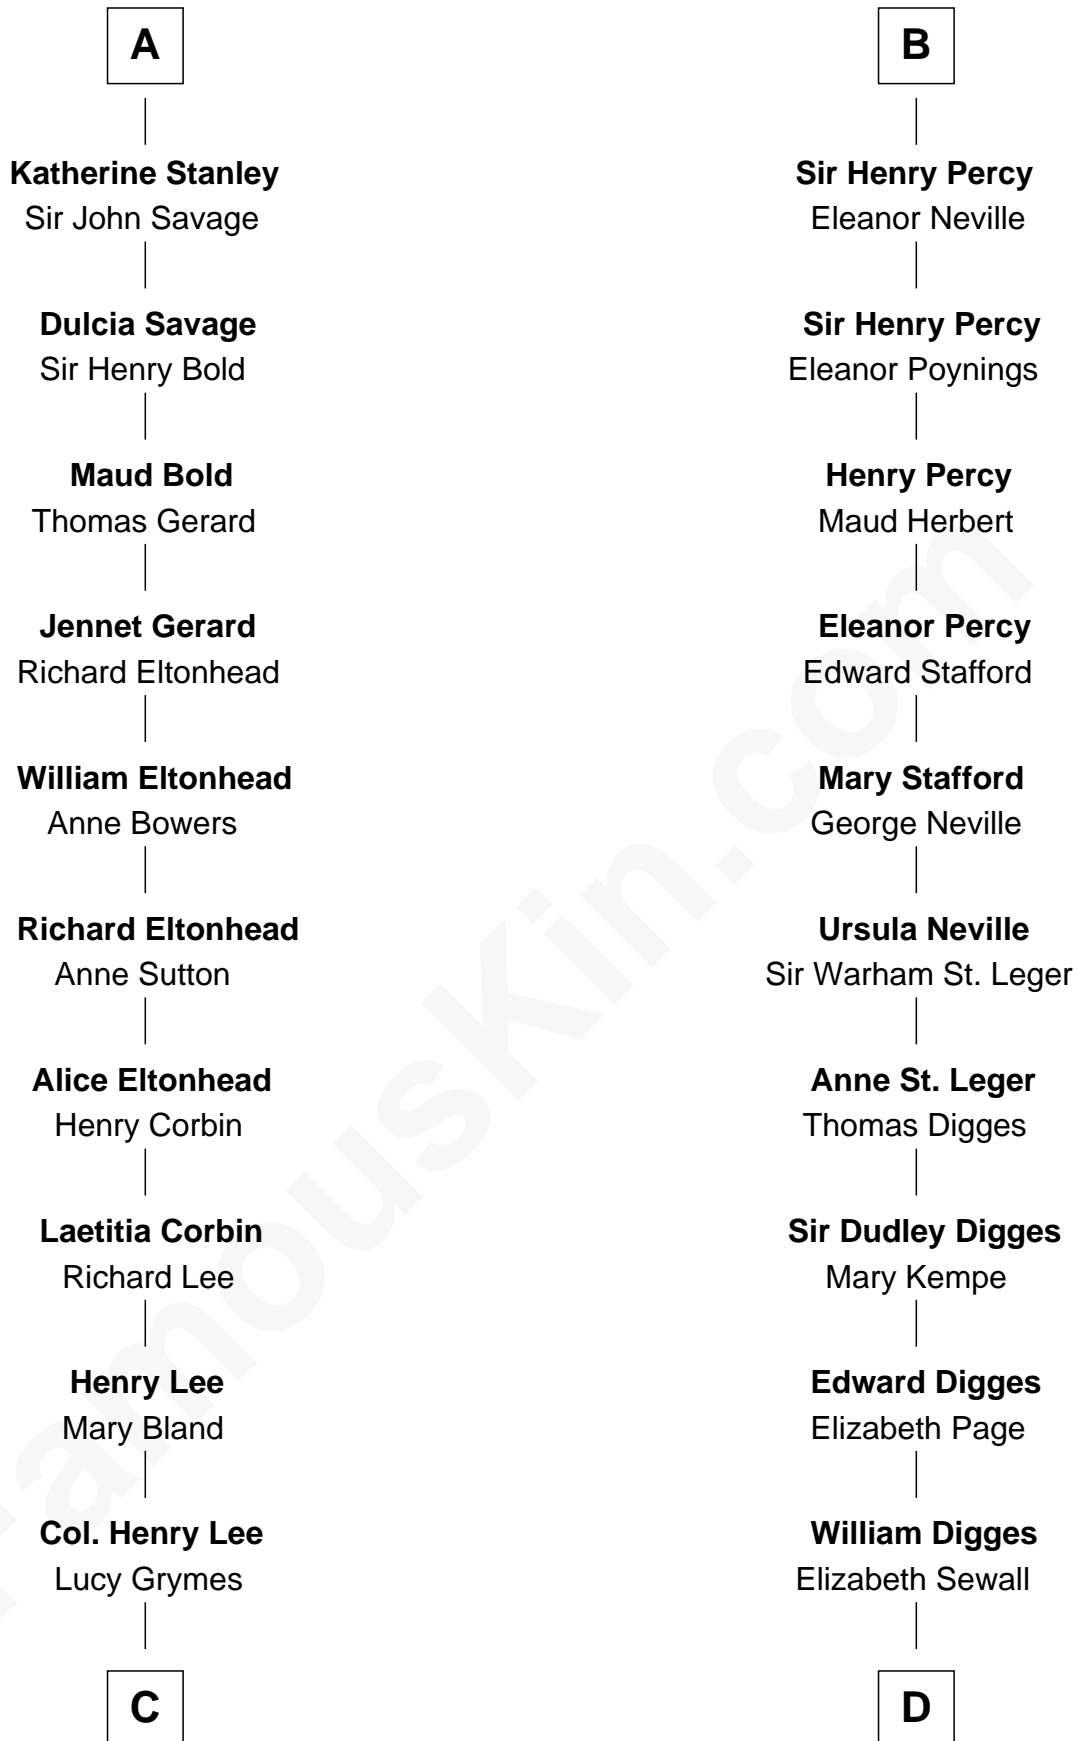 A
Katherine Stanley
Sir John Savage
Dulcia Savage
Sir Henry Bold
Maud Bold
Thomas Gerard
Jennet Gerard
Richard Eltonhead
William Eltonhead
Anne Bowers
Richard Eltonhead
Anne Sutton
Alice Eltonhead
Henry Corbin
Laetitia Corbin
Richard Lee
Henry Lee
Mary Bland
Col. Henry Lee
Lucy Grymes
C
B
Sir Henry Percy
Eleanor Neville
Sir Henry Percy
Eleanor Poynings
Henry Percy
Maud Herbert
Eleanor Percy
Edward Stafford
Mary Stafford
George Neville
Ursula Neville
Sir Warham St. Leger
Anne St. Leger
Thomas Digges
Sir Dudley Digges
Mary Kempe
Edward Digges
Elizabeth Page
William Digges
Elizabeth Sewall
D
FamousKin.com